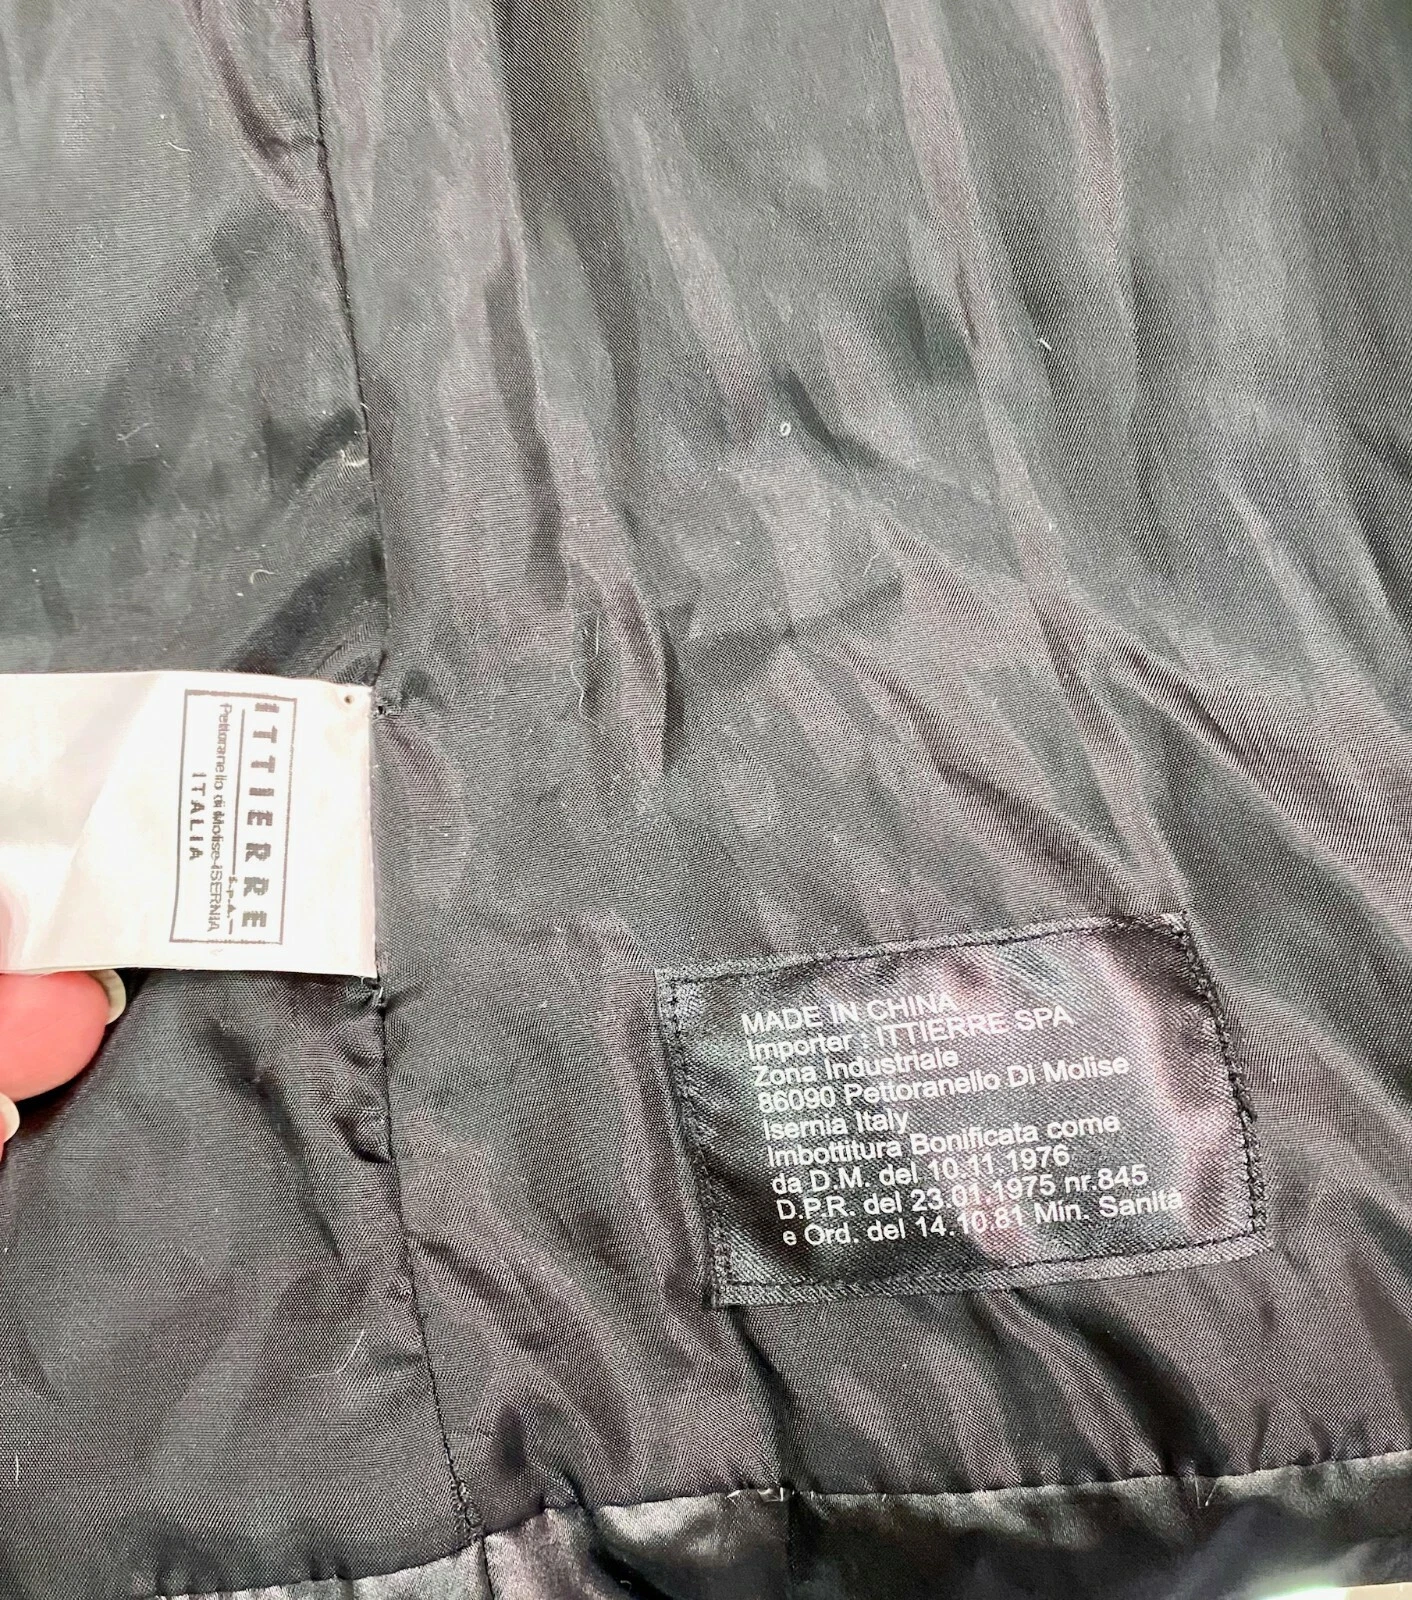 ITTIERRE
S.p.A.
Pettoranello di Molise-ISERNIA
ITALIA
MADE IN CHINA
Importer : ITTIERRE SPA
Zona Industriale
86090 Pettoranello Di Molise
Isernia Italy
Imbottitura Bonificata come
da D.M. del 10.11.1976
D.P.R. del 23.01.1975 nr.845
e Ord. del 14.10.81 Min. Sanità